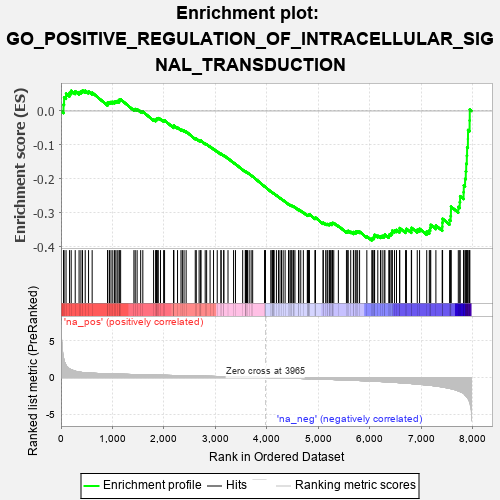 Enrichment plot:
GO_POSITIVE_REGULATION_OF_INTRACELLULAR_SIG
NAL_TRANSDUCTION
Enrichment score (ES)
0.1
0.0
-0.1
-0.2
-0.3
-0.4
'na_pos' (positively correlated)
Ranked list metric (PreRanked)
5
0
-5
Zero cross at 3965
'na_neg' (negatively correlated)
0
1,000
2,000
3,000
4,000
5,000
6,000
7,000
8,000
Rank in Ordered Dataset
Enrichment profile
Hits
Ranking metric scores